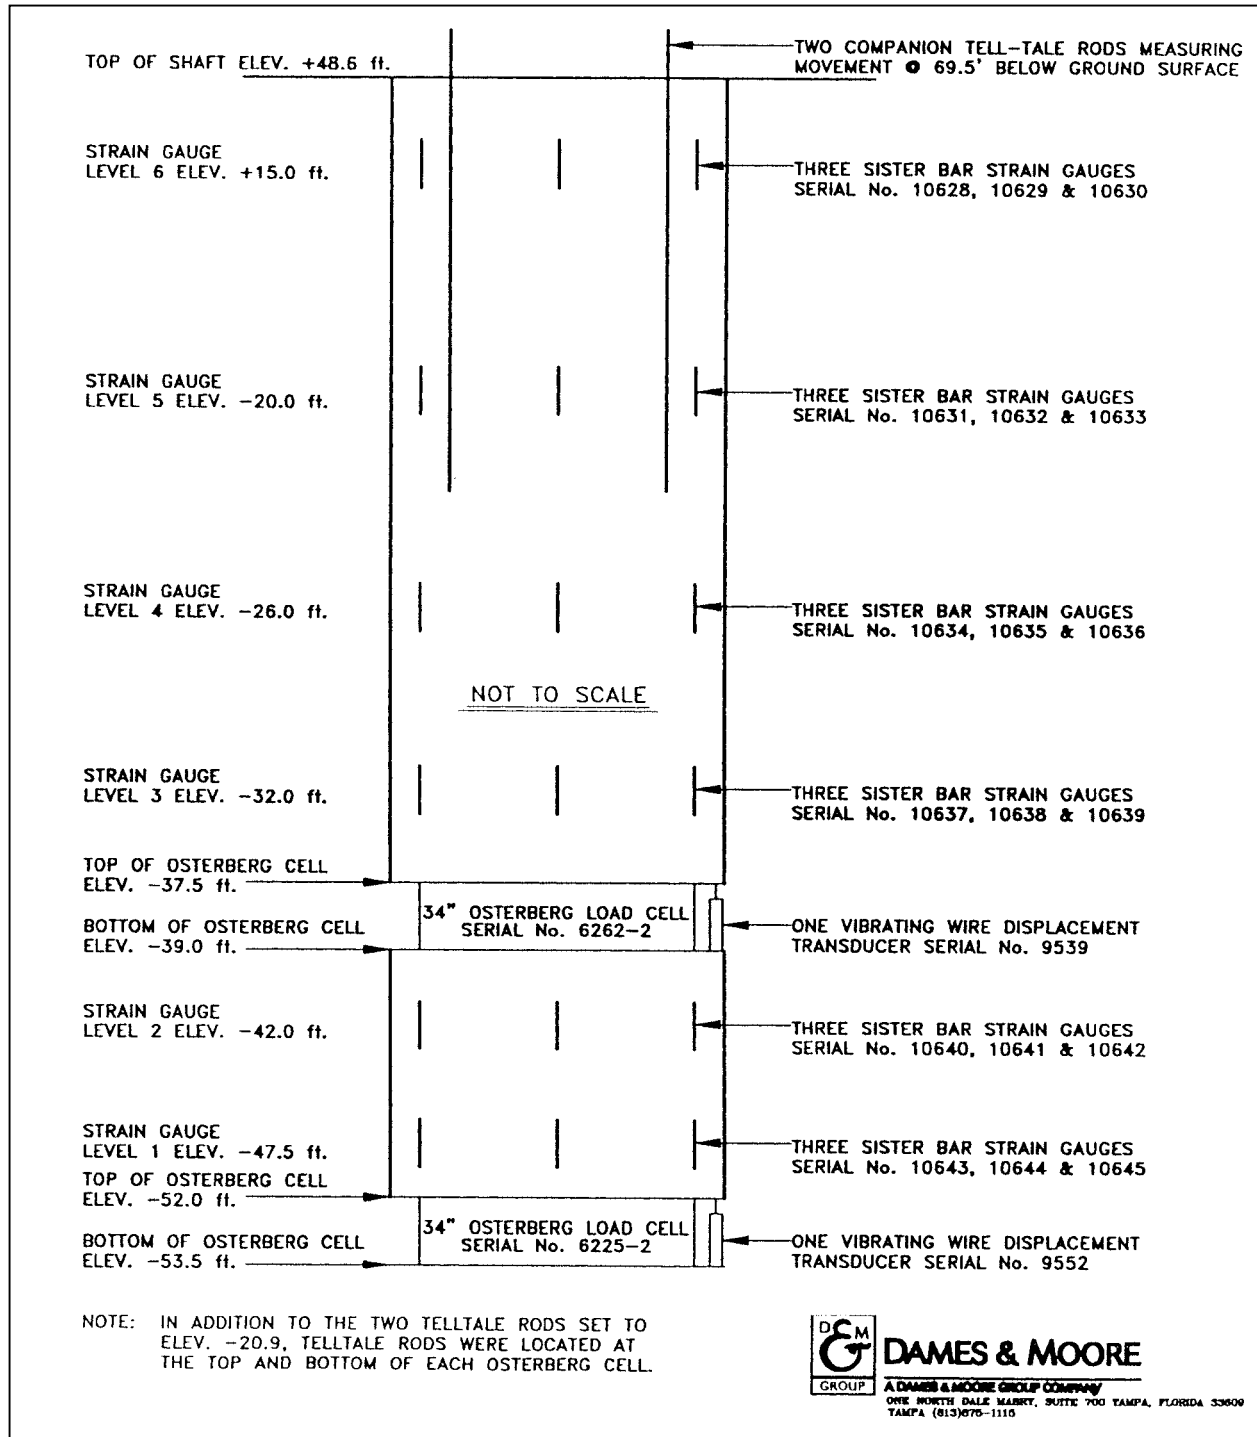 TOP OF SHAFT ELEV. +48.6 ft.
TWO COMPANION TELL-TALE RODS MEASURING
MOVEMENT @ 69.5' BELOW GROUND SURFACE
STRAIN GAUGE
LEVEL 6 ELEV. +15.0 ft.
THREE SISTER BAR STRAIN GAUGES
SERIAL No. 10628, 10629 & 10630
STRAIN GAUGE
LEVEL 5 ELEV. -20.0 ft.
THREE SISTER BAR STRAIN GAUGES
SERIAL No. 10631, 10632 & 10633
STRAIN GAUGE
LEVEL 4 ELEV. -26.0 ft.
THREE SISTER BAR STRAIN GAUGES
SERIAL No. 10634, 10635 & 10636
NOT TO SCALE
STRAIN GAUGE
LEVEL 3 ELEV. -32.0 ft.
THREE SISTER BAR STRAIN GAUGES
SERIAL No. 10637, 10638 & 10639
TOP OF OSTERBERG CELL
ELEV. -37.5 ft.
34" OSTERBERG LOAD CELL
SERIAL No. 6262-2
BOTTOM OF OSTERBERG CELL
ELEV. -39.0 ft.
ONE VIBRATING WIRE DISPLACEMENT
TRANSDUCER SERIAL No. 9539
STRAIN GAUGE
LEVEL 2 ELEV. -42.0 ft.
THREE SISTER BAR STRAIN GAUGES
SERIAL No. 10640, 10641 & 10642
STRAIN GAUGE
LEVEL 1 ELEV. -47.5 ft.
THREE SISTER BAR STRAIN GAUGES
SERIAL No. 10643, 10644 & 10645
TOP OF OSTERBERG CELL
ELEV. -52.0 ft.
34" OSTERBERG LOAD CELL
SERIAL No. 6225-2
BOTTOM OF OSTERBERG CELL
ELEV. -53.5 ft.
ONE VIBRATING WIRE DISPLACEMENT
TRANSDUCER SERIAL No. 9552
NOTE: IN ADDITION TO THE TWO TELLTALE RODS SET TO
ELEV. -20.9, TELLTALE RODS WERE LOCATED AT
THE TOP AND BOTTOM OF EACH OSTERBERG CELL.
D & M
GROUP
DAMES & MOORE
A DAMES & MOORE GROUP COMPANY
ONE NORTH DALE MABRY, SUITE 700 TAMPA, FLORIDA 33609
TAMPA (813)875-1115